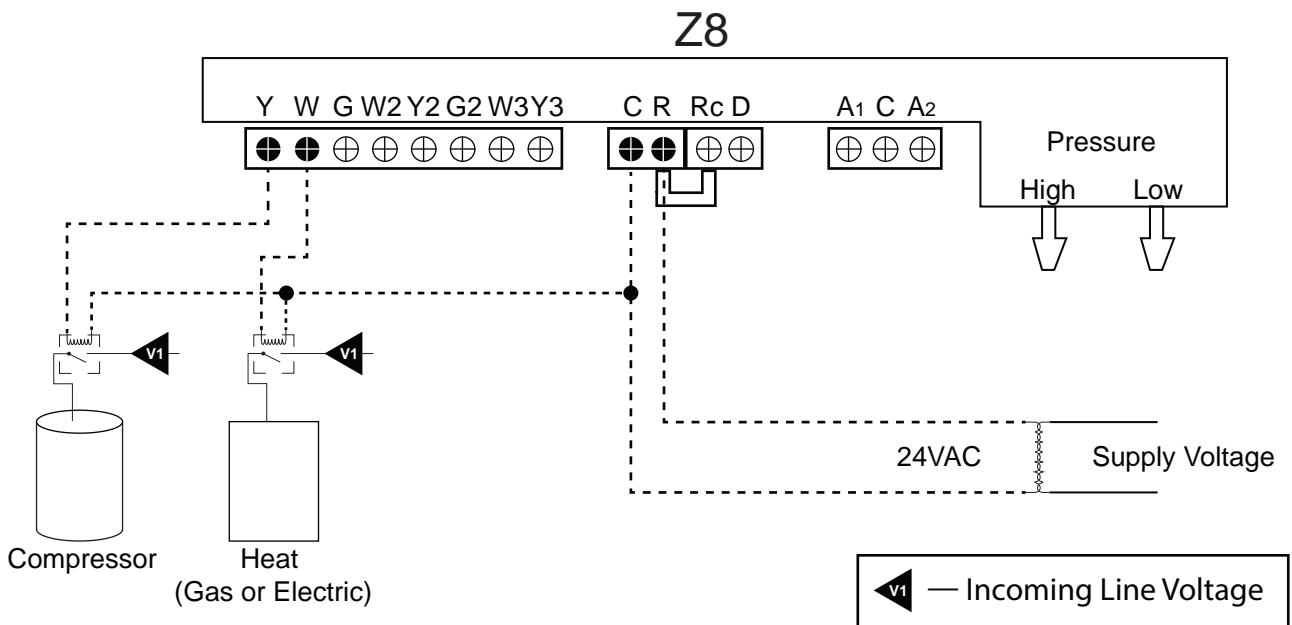 Z8
Y W G W2 Y2 G2 W3 Y3 C R Rc D A1 C A2
Pressure
High Low
V1 V1
24VAC Supply Voltage
Compressor Heat
(Gas or Electric)
V1 — Incoming Line Voltage